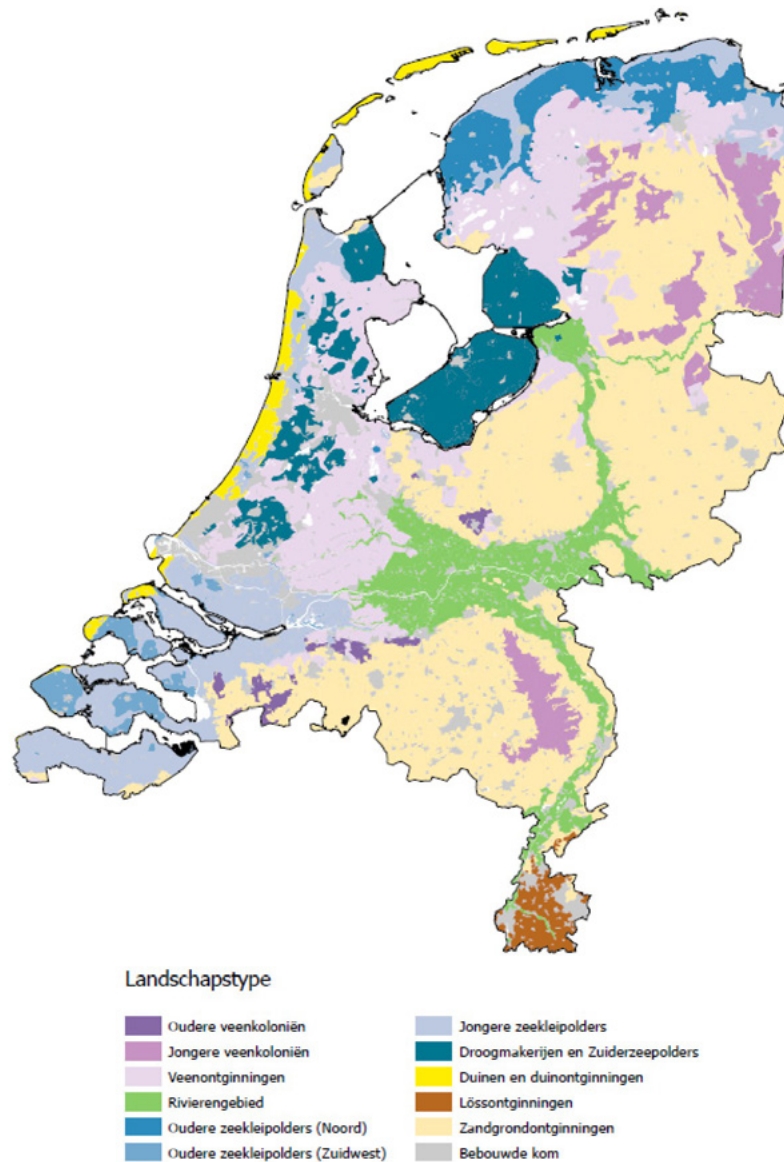 Landschapstype
Oudere veenkoloniën
Jongere veenkoloniën
Veenontginningen
Rivierengebied
Oudere zeekleipolders (Noord)
Oudere zeekleipolders (Zuidwest)
Jongere zeekleipolders
Droogmakerijen en Zuiderzeepolders
Duinen en duinontginningen
Lössontginningen
Zandgrondontginningen
Bebouwde kom